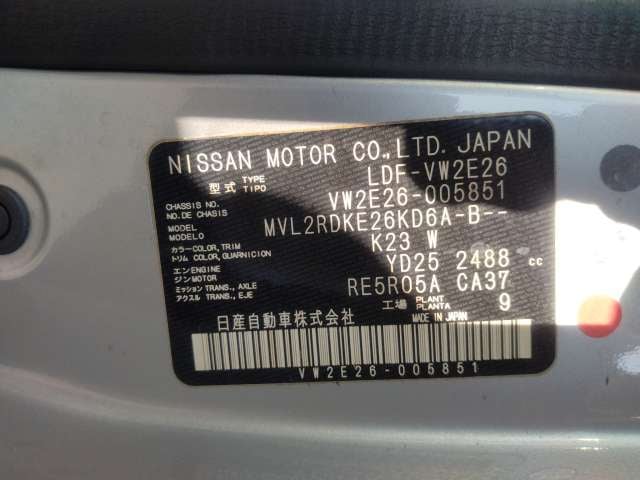 NISSAN MOTOR CO.,LTD. JAPAN
型式 TYPE TIPO LDF-VW2E26
CHASSIS NO. NO. DE CHASIS VW2E26-005851
MODEL MODELO MVL2RDKE26KD6A-B--
カラー COLOR, TRIM トリム COLOR, GUARNICION K23 W
エンジン ENGINE MOTOR YD25 2488 cc
ミッション TRANS., AXLE アクスル TRANS., EJE RE5R05A CA37
工場 PLANT PLANTA 9
日産自動車株式会社 MADE IN JAPAN
VW2E26-005851